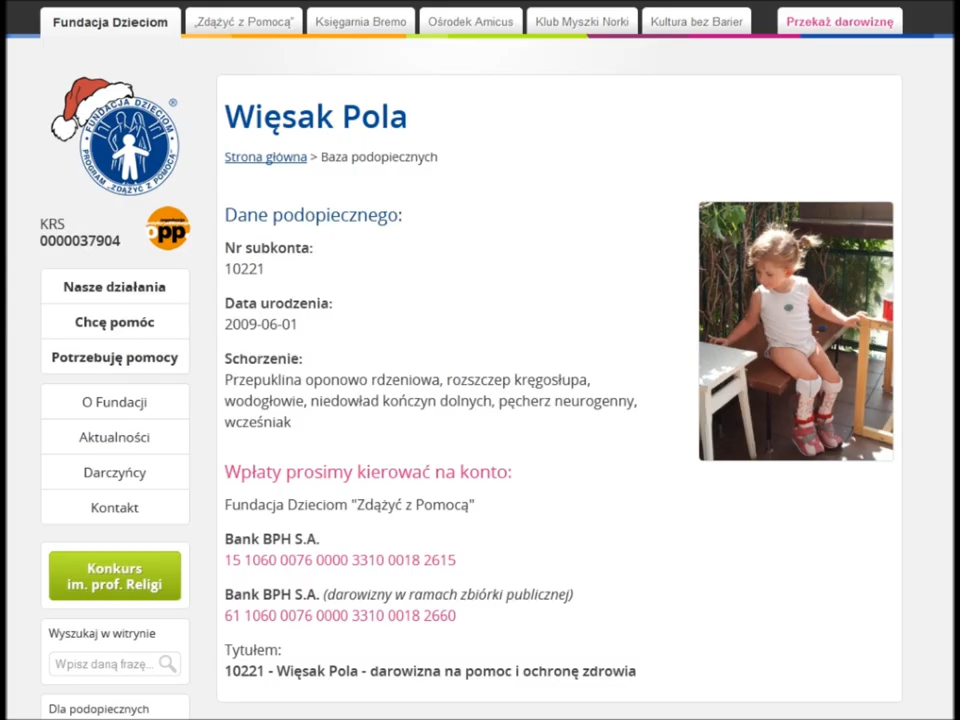 Fundacja Dzieciom
„Zdążyć z Pomocą”
Księgarnia Bremo
Ośrodek Amicus
Klub Myszki Norki
Kultura bez Barier
Przekaż darowiznę
FUNDACJA DZIECIOM
PROGRAM „ZDĄŻYĆ Z POMOCĄ”
®
KRS
0000037904
opp
Nasze działania
Chcę pomóc
Potrzebuję pomocy
O Fundacji
Aktualności
Darczyńcy
Kontakt
Konkurs
im. prof. Religi
Wyszukaj w witrynie
Wpisz daną frazę...
Dla podopiecznych
Więsak Pola
Strona główna > Baza podopiecznych
Dane podopiecznego:
Nr subkonta:
10221
Data urodzenia:
2009-06-01
Schorzenie:
Przepuklina oponowo rdzeniowa, rozszczep kręgosłupa,
wodogłowie, niedowład kończyn dolnych, pęcherz neurogenny,
wcześniak
Wpłaty prosimy kierować na konto:
Fundacja Dzieciom "Zdążyć z Pomocą"
Bank BPH S.A.
15 1060 0076 0000 3310 0018 2615
Bank BPH S.A. (darowizny w ramach zbiórki publicznej)
61 1060 0076 0000 3310 0018 2660
Tytułem:
10221 - Więsak Pola - darowizna na pomoc i ochronę zdrowia